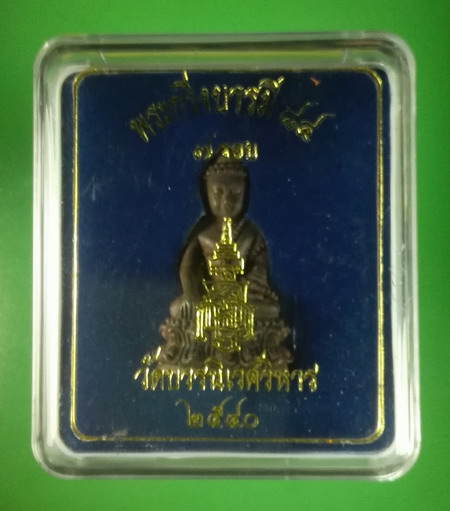 พระกริ่งบารมี ๘๔
๗ รอบ
วัดบวรนิเวศวิหาร
๒๕๔๐